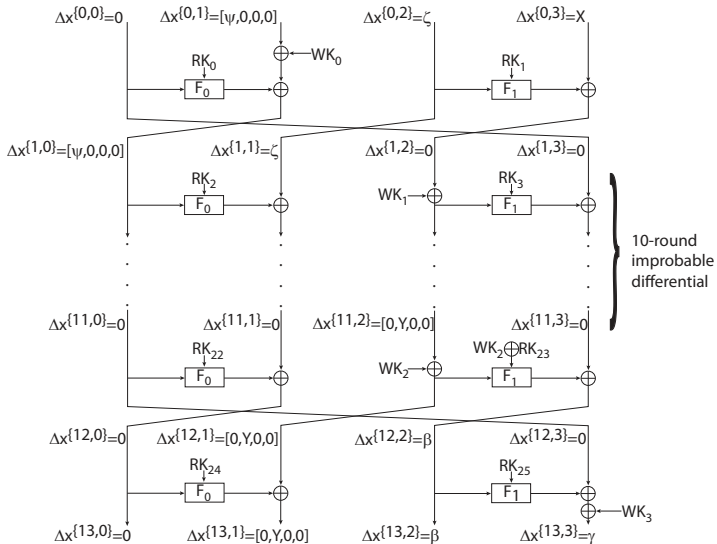 Δx{0,0}=0 Δx{0,1}=[ψ,0,0,0] Δx{0,2}=ζ Δx{0,3}=X
WK0
RK0 RK1
F0 F1
Δx{1,0}=[ψ,0,0,0] Δx{1,1}=ζ Δx{1,2}=0 Δx{1,3}=0
RK2 WK1 RK3
F0 F1
10-round
improbable
differential
Δx{11,0}=0 Δx{11,1}=0 Δx{11,2}=[0,Y,0,0] Δx{11,3}=0
RK22 WK2 WK2 RK23
F0 F1
Δx{12,0}=0 Δx{12,1}=[0,Y,0,0] Δx{12,2}=β Δx{12,3}=0
RK24 RK25
F0 F1
WK3
Δx{13,0}=0 Δx{13,1}=[0,Y,0,0] Δx{13,2}=β Δx{13,3}=γ